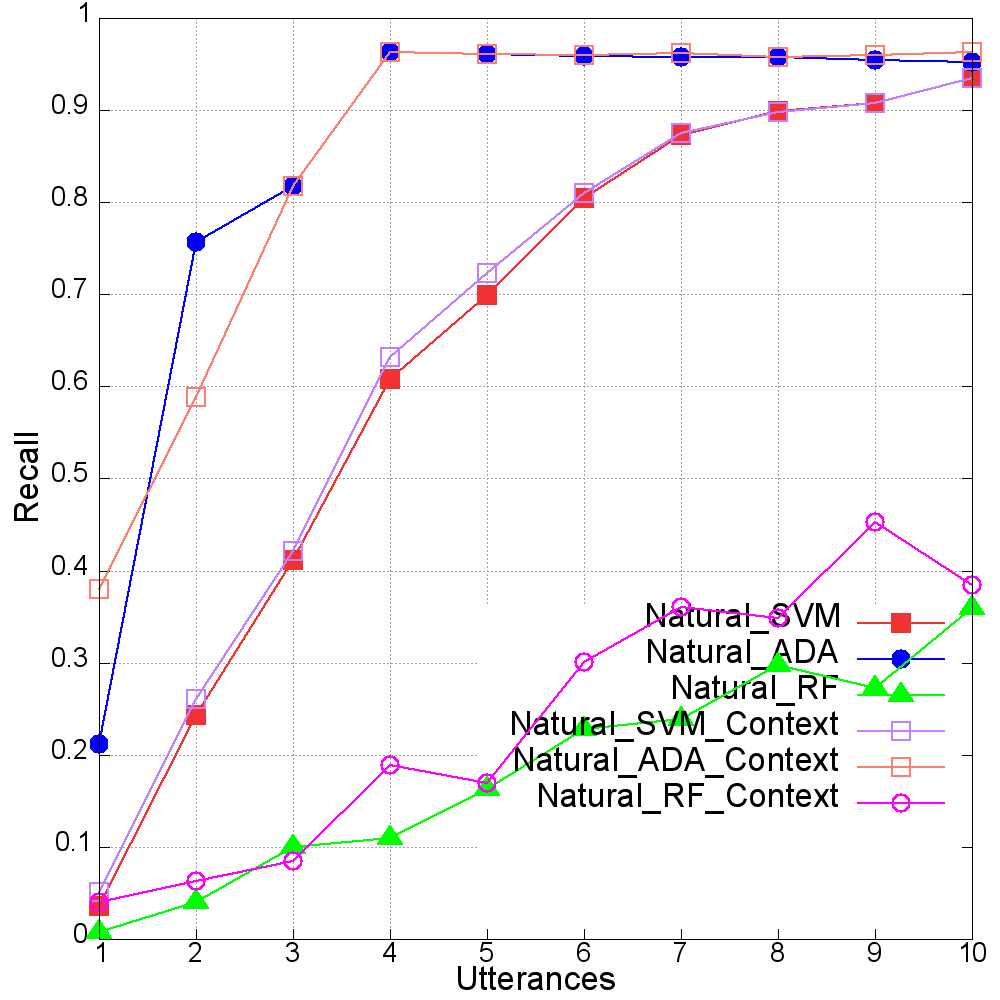 1
0.9
0.8
0.7
0.6
0.5
0.4
0.3
0.2
0.1
0
Recall
Natural_SVM
Natural_ADA
Natural_RF
Natural_SVM_Context
Natural_ADA_Context
Natural_RF_Context
1 2 3 4 5 6 7 8 9 10
Utterances